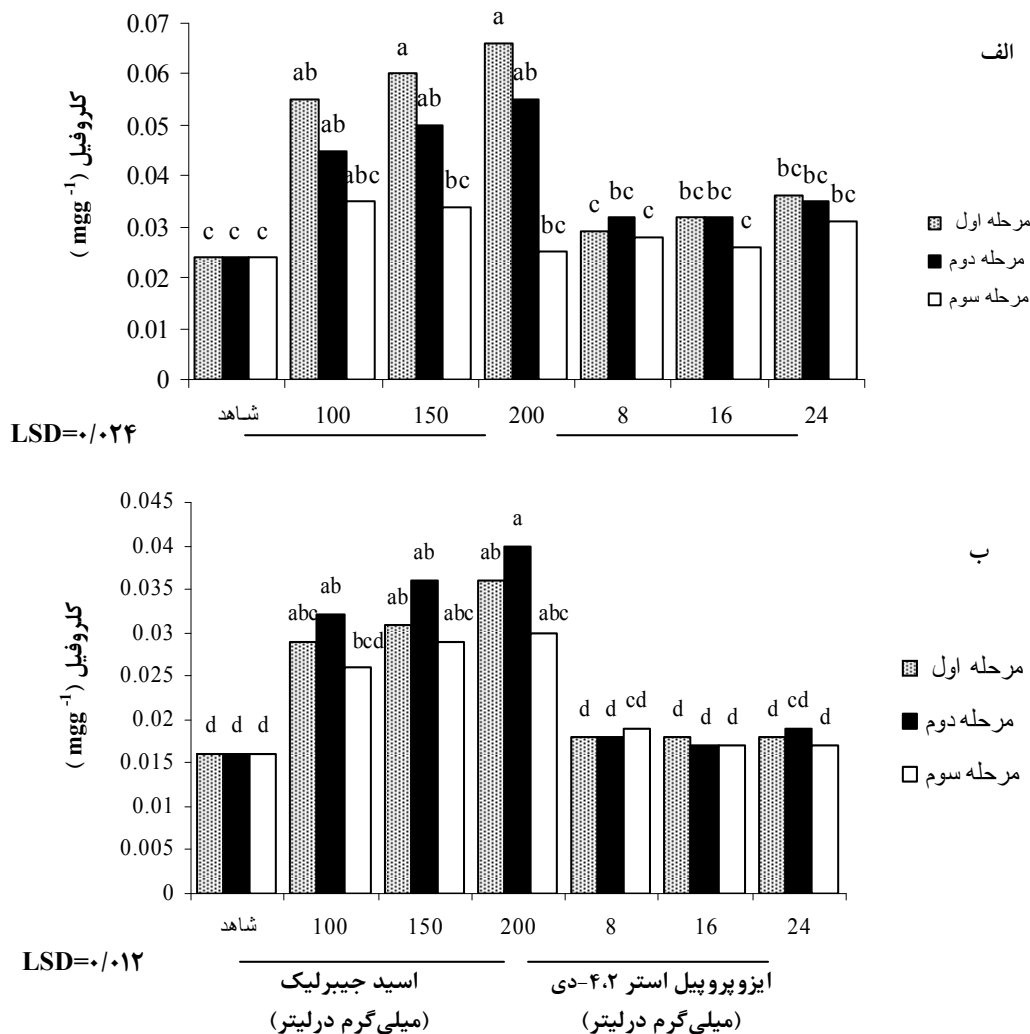 الف
کلروفیل (mgg -1)
0.07
0.06
0.05
0.04
0.03
0.02
0.01
0
c c c
ab ab abc
a ab bc
a ab bc
c bc c
bc bc c
bc bc bc
مرحله اول
مرحله دوم
مرحله سوم
شاهد 100 150 200 8 16 24
LSD=۰/۰۲۴
ب
کلروفیل (mgg -1)
0.045
0.04
0.035
0.03
0.025
0.02
0.015
0.01
0.005
0
d d d
abc ab bcd
ab ab abc
ab a abc
d d cd
d d d
d cd d
مرحله اول
مرحله دوم
مرحله سوم
شاهد 100 150 200 8 16 24
LSD=۰/۰۱۲
اسید جیبرلیک
(میلی‌گرم درلیتر)
ایزوپروپیل استر ۴،۲-دی
(میلی‌گرم درلیتر)